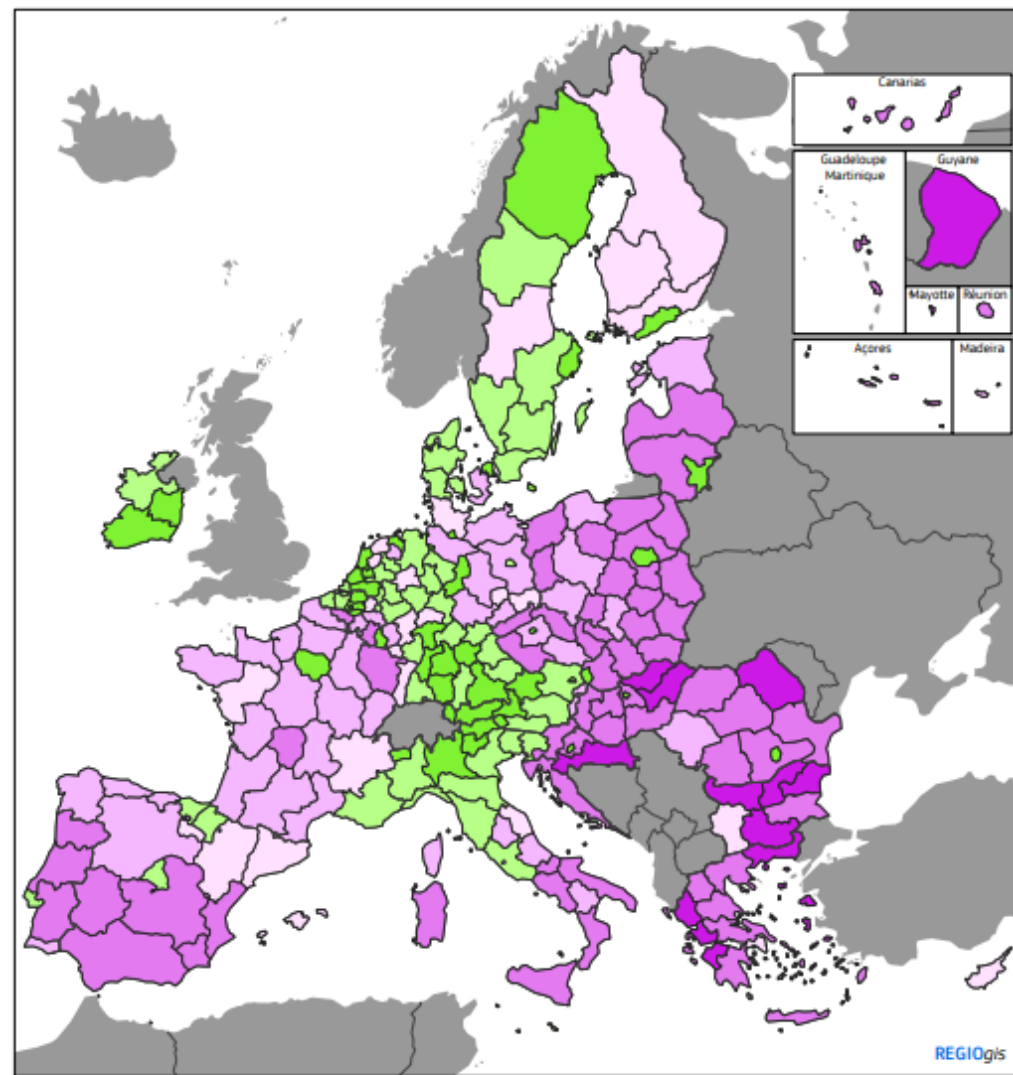 Canarias
Guadeloupe
Martinique
Guyane
Mayotte
Réunion
Açores
Madeira
REGIOgis